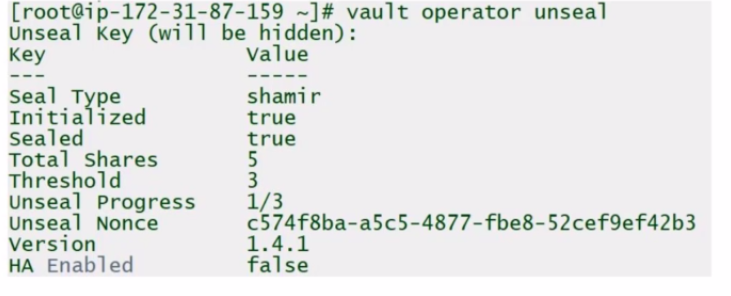 [root@ip-172-31-87-159 ~]# vault operator unseal
Unseal Key (will be hidden):
Key Value
--- -----
Seal Type shamir
Initialized true
Sealed true
Total Shares 5
Threshold 3
Unseal Progress 1/3
Unseal Nonce c574f8ba-a5c5-4877-fbe8-52cef9ef42b3
Version 1.4.1
HA Enabled false